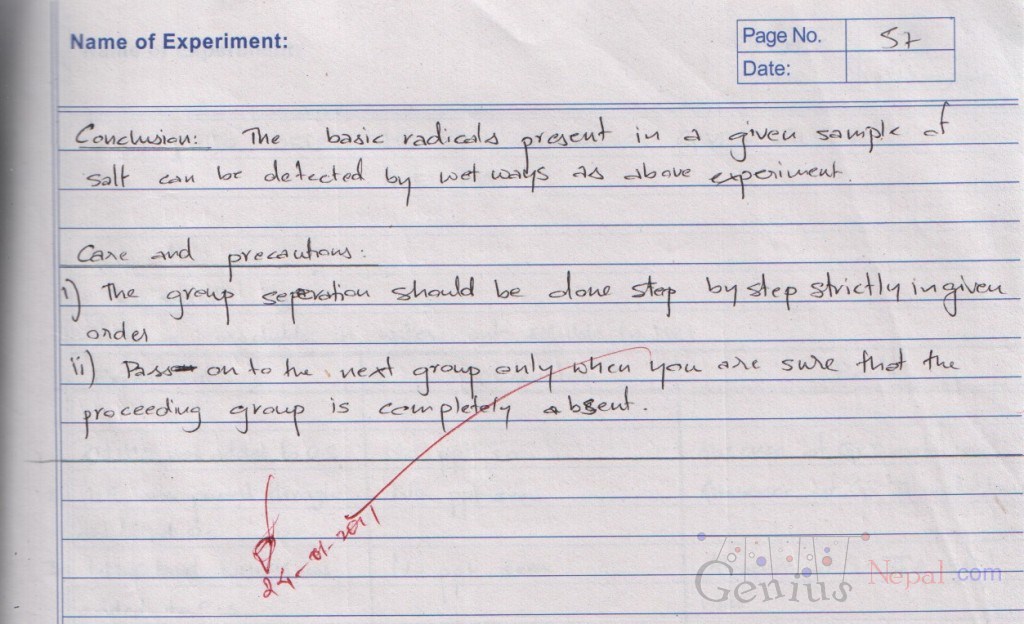 Name of Experiment:
Page No. 57
Date:
Conclusion: The basic radicals present in a given sample of
salt can be detected by wet ways as above experiment.
Care and precautions:
i) The group seperation should be done step by step strictly in given
order
ii) Pass on to the next group only when you are sure that the
proceeding group is completely absent.
24-01-2011
Genius Nepal.com